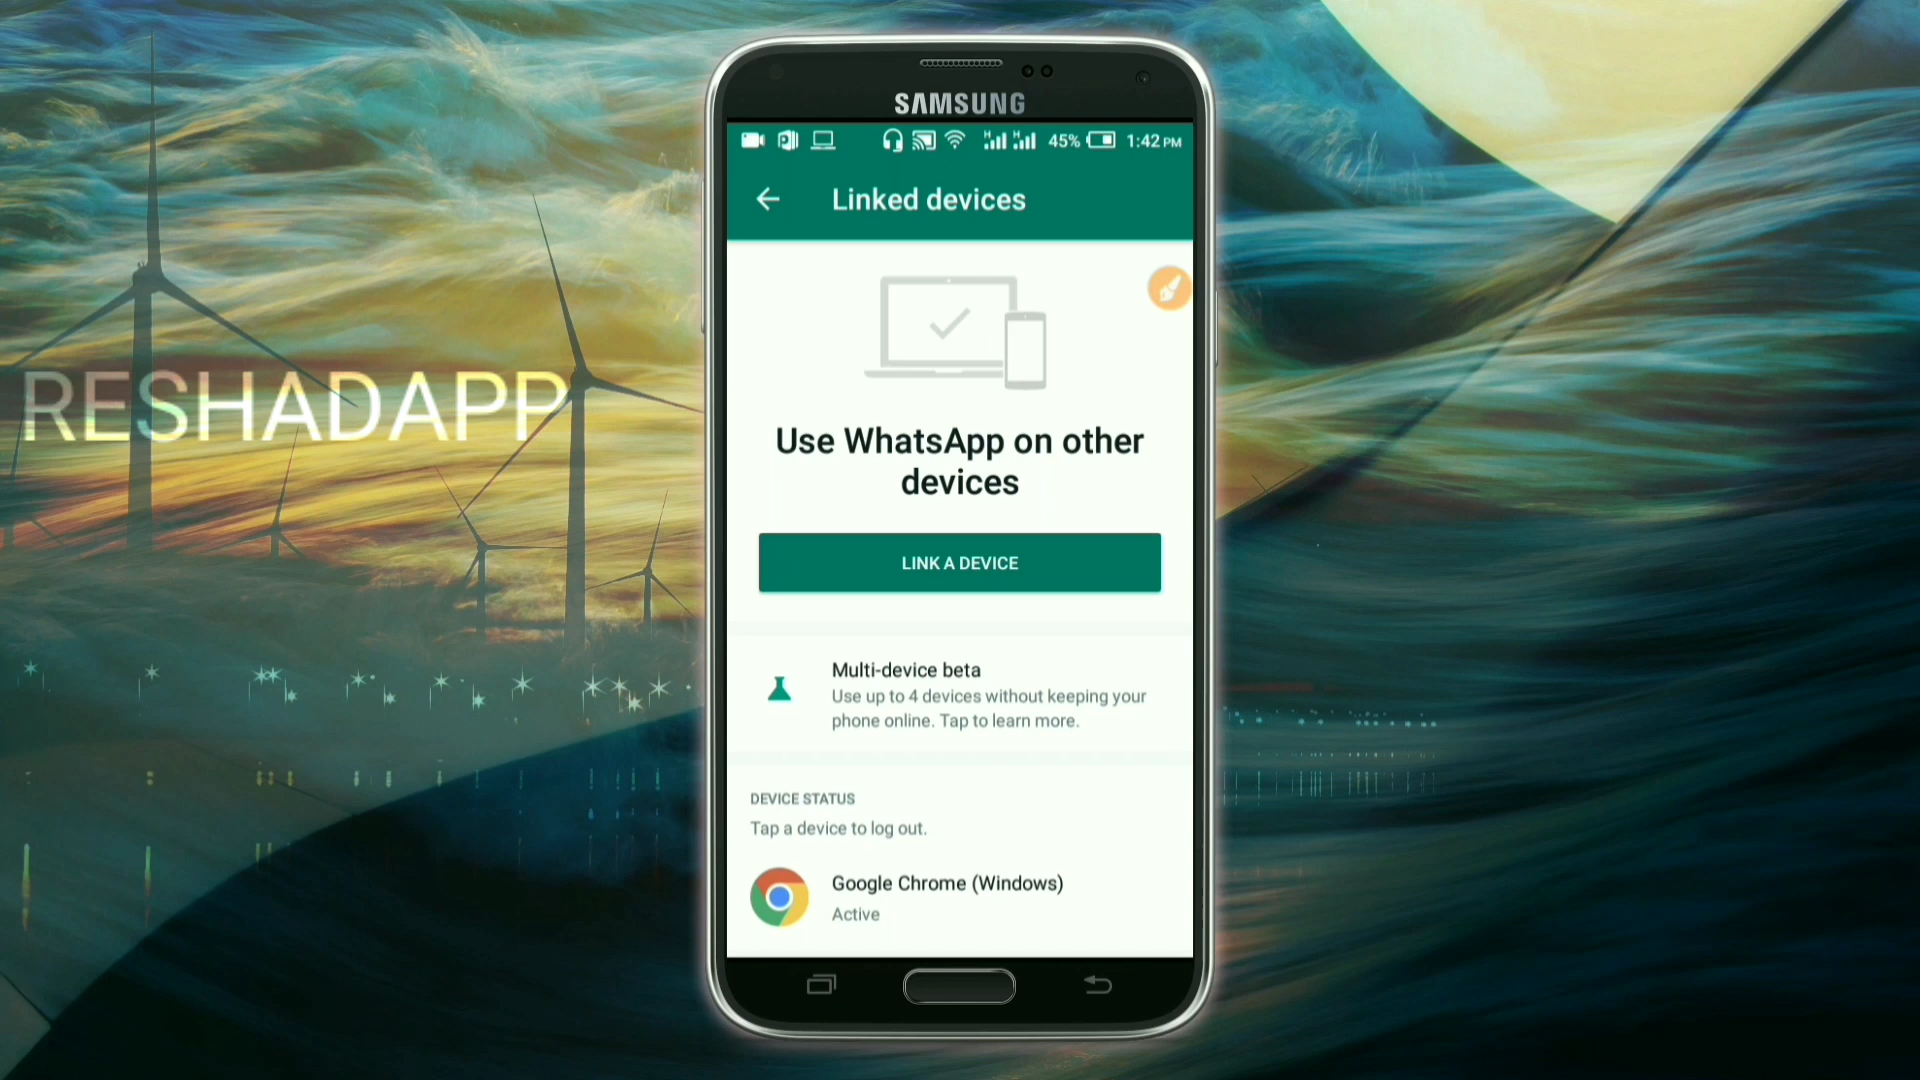 SAMSUNG
45% 1:42 PM
Linked devices
RESHADAPP
Use WhatsApp on other
devices
LINK A DEVICE
Multi-device beta
Use up to 4 devices without keeping your
phone online. Tap to learn more.
DEVICE STATUS
Tap a device to log out.
Google Chrome (Windows)
Active